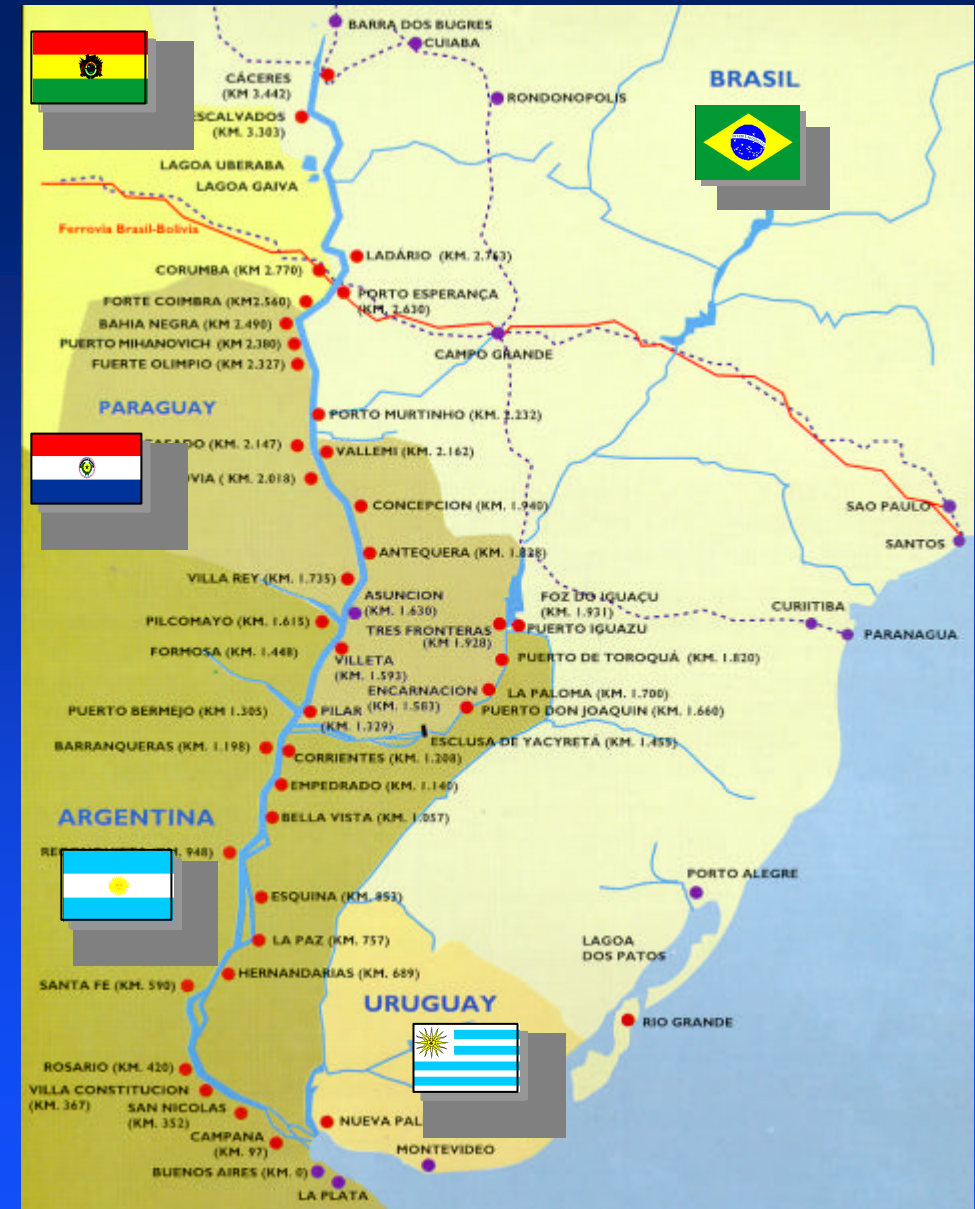 BARRA DOS BUGRES
CUIABA
CÁCERES
(KM 3.442)
BRASIL
RONDONOPOLIS
ESCALVADOS
(KM. 3.303)
LAGOA UBERABA
LAGOA GAIVA
Ferrovia Brasil-Bolivia
LADÁRIO (KM. 2.763)
CORUMBA (KM 2.770)
PORTO ESPERANÇA
(KM. 2.630)
FORTE COIMBRA (KM2.560)
BAHIA NEGRA (KM 2.490)
PUERTO MIHANOVICH (KM 2.380)
CAMPO GRANDE
FUERTE OLIMPIO (KM 2.327)
PARAGUAY
PORTO MURTINHO (KM. 2.232)
(KM. 2.147)
VALLEMI (KM. 2.162)
( KM. 2.018)
CONCEPCION (KM. 1.940)
SAO PAULO
SANTOS
ANTEQUERA (KM. 1.828)
VILLA REY (KM. 1.735)
ASUNCION
(KM. 1.630)
FOZ DO IGUAÇU
(KM. 1.931)
CURIITIBA
PILCOMAYO (KM. 1.615)
TRES FRONTERAS
(KM 1.928)
PUERTO IGUAZU
PARANAGUA
FORMOSA (KM. 1.448)
VILLETA
(KM. 1.593)
PUERTO DE TOROQUÁ (KM. 1.820)
ENCARNACION
(KM. 1.583)
LA PALOMA (KM. 1.700)
PUERTO BERMEJO (KM 1.305)
PILAR
(KM. 1.329)
PUERTO DON JOAQUIN (KM. 1.660)
BARRANQUERAS (KM. 1.198)
ESCLUSA DE YACYRETÁ (KM. 1.455)
CORRIENTES (KM. 1.208)
EMPEDRADO (KM. 1.140)
ARGENTINA
BELLA VISTA (KM. 1.057)
948)
PORTO ALEGRE
ESQUINA (KM. 853)
LA PAZ (KM. 757)
LAGOA
DOS PATOS
HERNANDARIAS (KM. 689)
SANTA FE (KM. 590)
URUGUAY
RIO GRANDE
ROSARIO (KM. 420)
VILLA CONSTITUCION
(KM. 367)
SAN NICOLAS
(KM. 352)
NUEVA PAL
CAMPANA
(KM. 97)
MONTEVIDEO
BUENOS AIRES (KM. 0)
LA PLATA